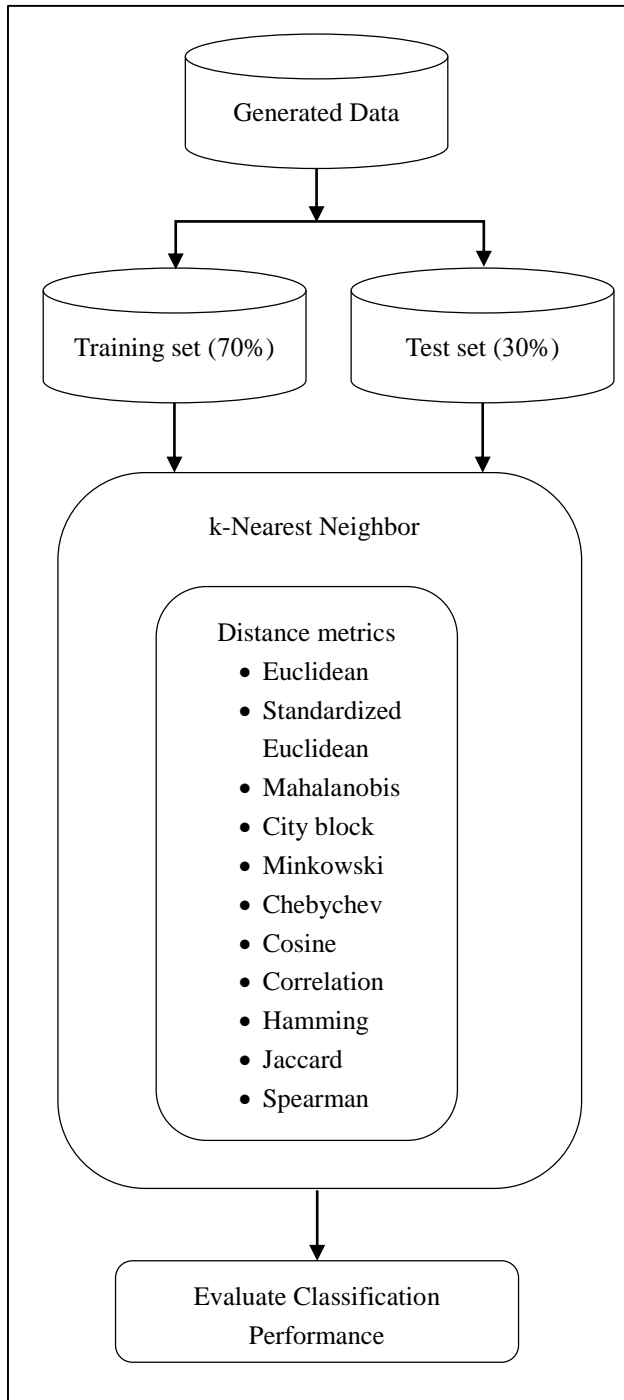 Generated Data
Training set (70%)
Test set (30%)
k-Nearest Neighbor
Distance metrics
• Euclidean
• Standardized
Euclidean
• Mahalanobis
• City block
• Minkowski
• Chebychev
• Cosine
• Correlation
• Hamming
• Jaccard
• Spearman
Evaluate Classification
Performance